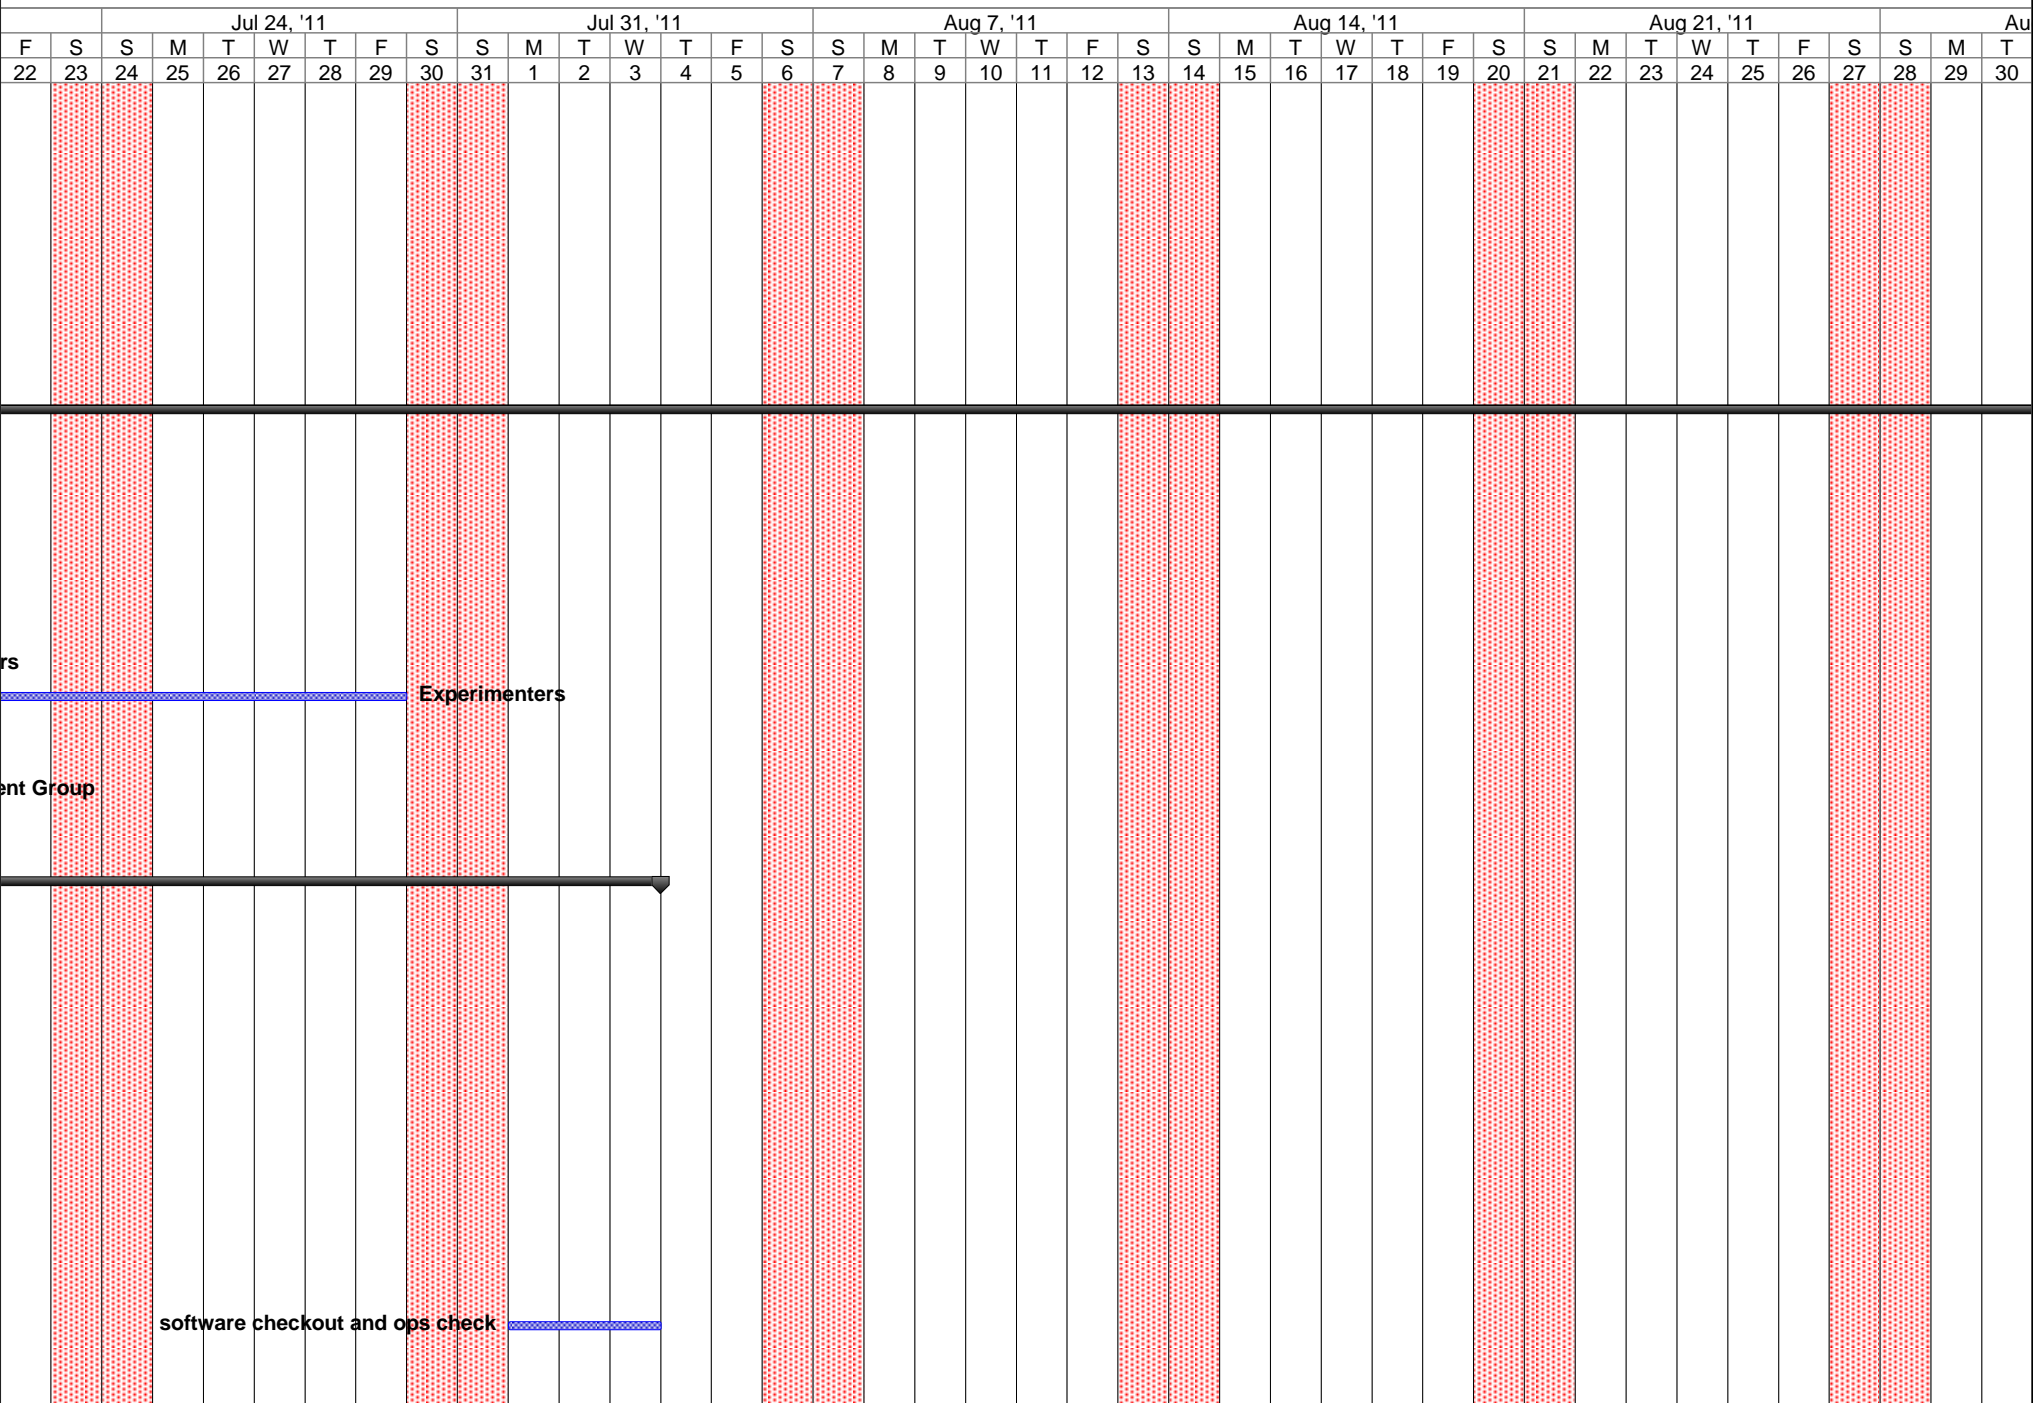 Jul 24, '11 Jul 31, '11 Aug 7, '11 Aug 14, '11 Aug 21, '11 Au
F S S M T W T F S S M T W T F S S M T W T F S S M T W T F S S M T W T F S S M T
22 23 24 25 26 27 28 29 30 31 1 2 3 4 5 6 7 8 9 10 11 12 13 14 15 16 17 18 19 20 21 22 23 24 25 26 27 28 29 30
rs
Experimenters
ent Group
software checkout and ops check